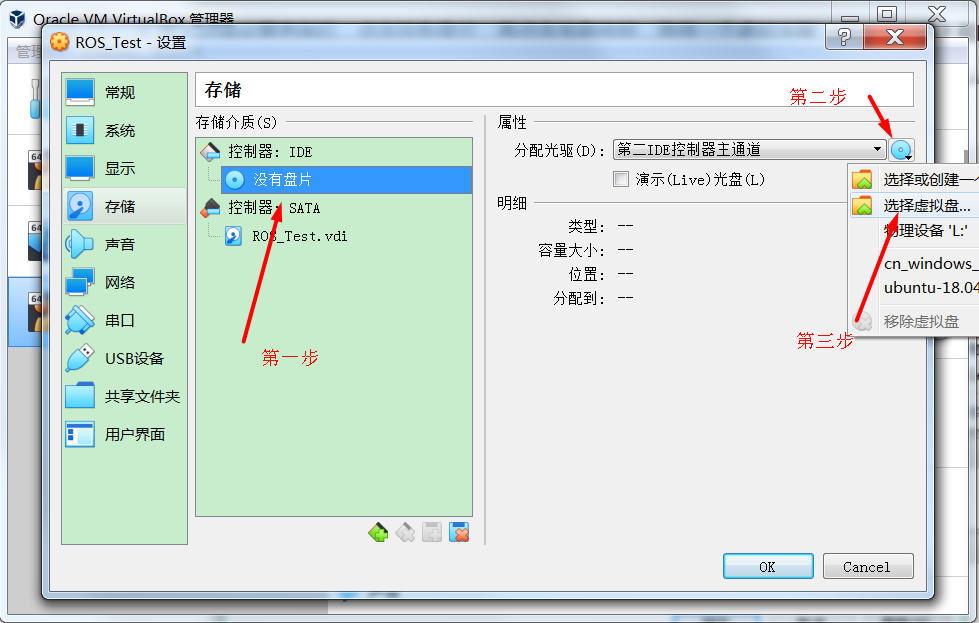 Oracle VM VirtualBox 管理器
管理
ROS_Test - 设置
常规
系统
显示
存储
声音
网络
串口
USB设备
共享文件夹
用户界面
存储
存储介质(S)
控制器: IDE
没有盘片
控制器: SATA
ROS_Test.vdi
第一步
属性
第二步
分配光驱(D): 第二IDE控制器主通道
演示(Live)光盘(L)
明细
类型: --
容量大小: --
位置: --
分配到: --
选择或创建一个
选择虚拟盘...
物理设备 'L:'
cn_windows_
ubuntu-18.04
移除虚拟盘
第三步
OK
Cancel
64
64
64
64